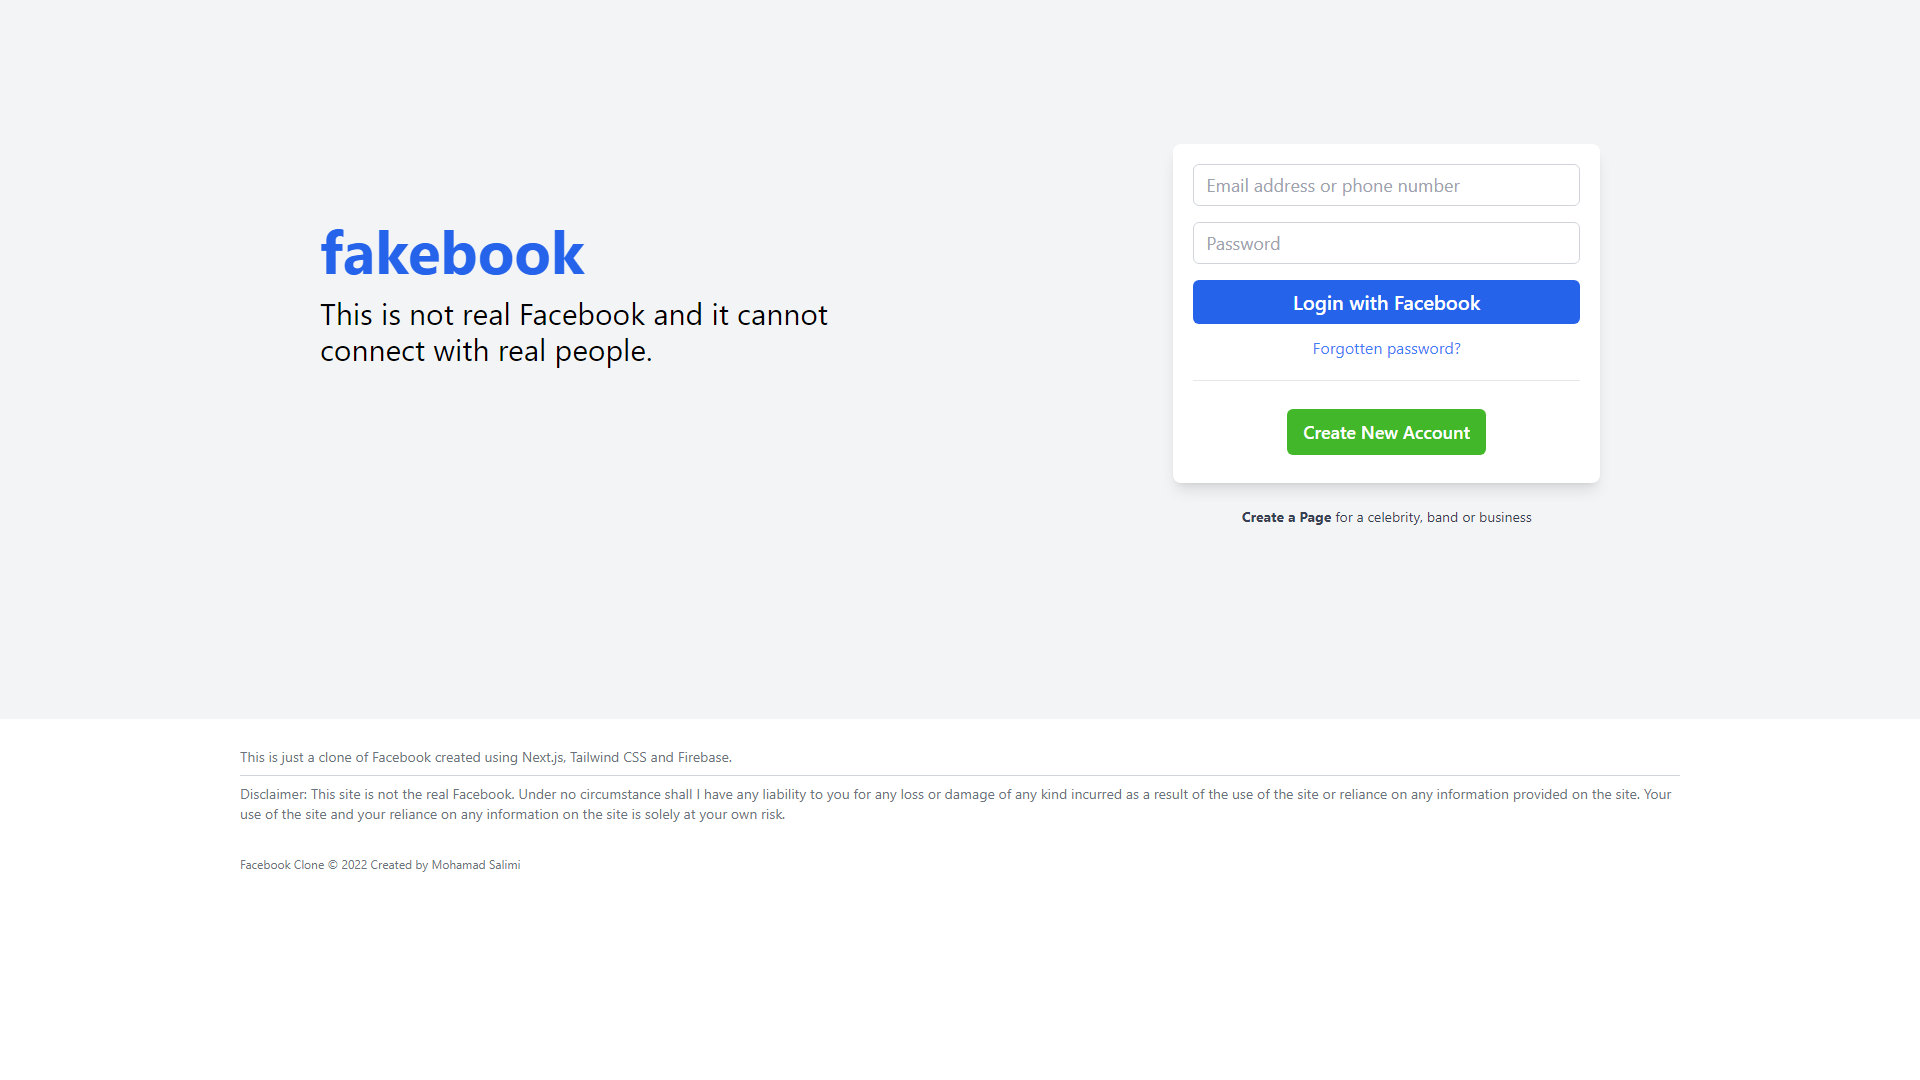 fakebook
This is not real Facebook and it cannot
connect with real people.
Email address or phone number
Password
Login with Facebook
Forgotten password?
Create New Account
Create a Page for a celebrity, band or business
This is just a clone of Facebook created using Next.js, Tailwind CSS and Firebase.
Disclaimer: This site is not the real Facebook. Under no circumstance shall I have any liability to you for any loss or damage of any kind incurred as a result of the use of the site or reliance on any information provided on the site. Your
use of the site and your reliance on any information on the site is solely at your own risk.
Facebook Clone © 2022 Created by Mohamad Salimi